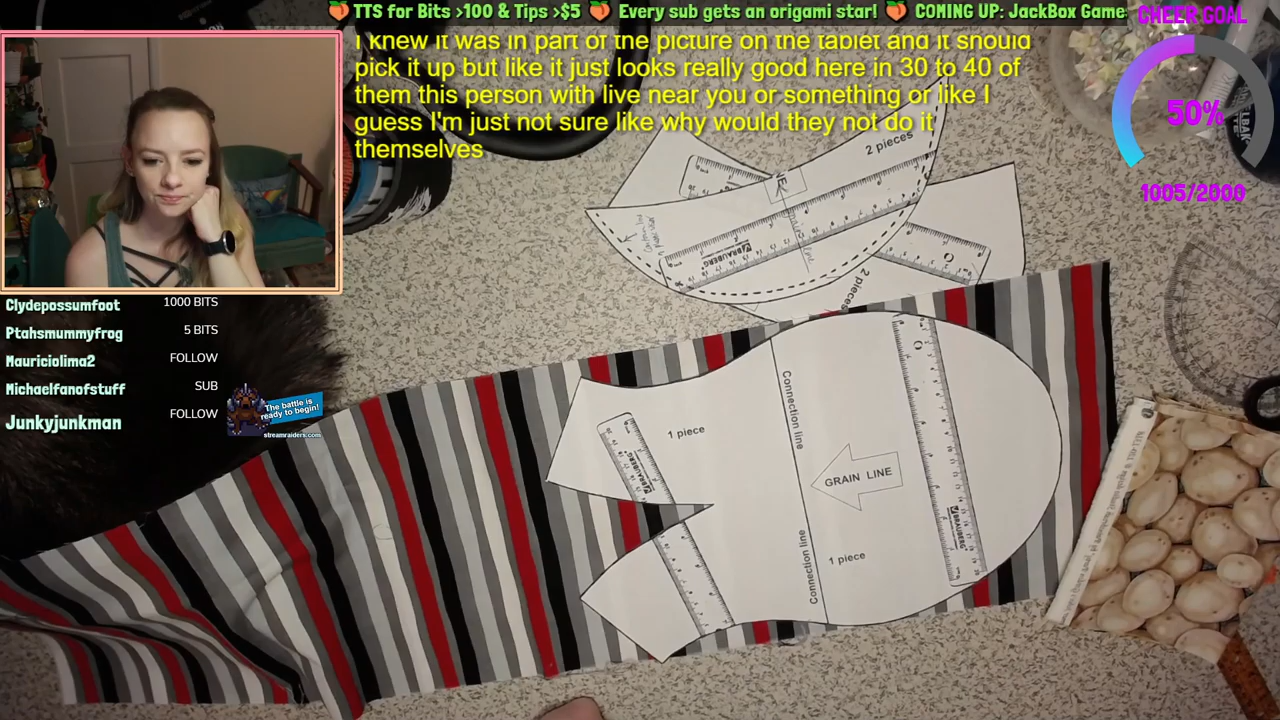 TTS for Bits >100 & Tips >$5 Every sub gets an origami star! COMING UP: JackBox Game
CHEER GOAL
I knew it was in part of the picture on the tablet and it should
pick it up but like it just looks really good here in 30 to 40 of
them this person with live near you or something or like I
guess I'm just not sure like why would they not do it
themselves
50%
1005/2000
2 pieces
BRAUBERG
2 pieces
Clydepossumfoot 1000 BITS
Ptahsmummyfrog 5 BITS
Mauriciolima2 FOLLOW
Michaelfanofstuff SUB
Junkyjunkman FOLLOW
The battle is
ready to begin!
streamraiders.com
1 piece
BRAUBERG
Connection line
GRAIN LINE
Connection line
1 piece
BRAUBERG